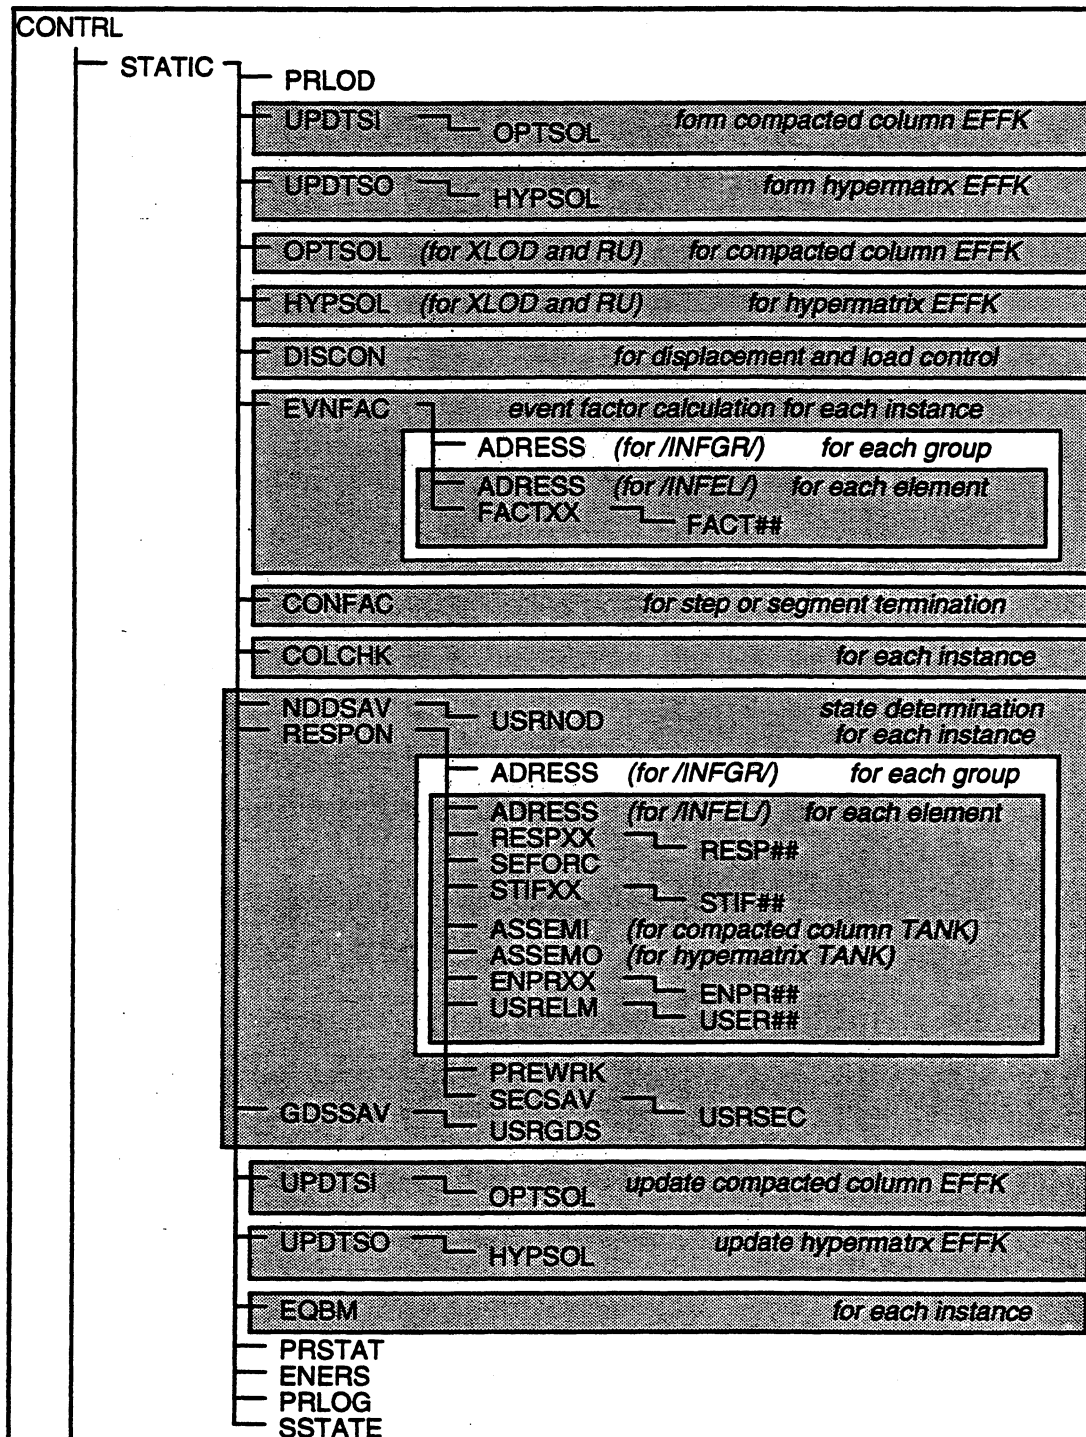 CONTRL
STATIC
PRLOD
UPDTSI OPTSOL form compacted column EFFK
UPDTSO HYPSOL form hypermatrx EFFK
OPTSOL (for XLOD and RU) for compacted column EFFK
HYPSOL (for XLOD and RU) for hypermatrix EFFK
DISCON for displacement and load control
EVNFAC event factor calculation for each instance
ADRESS (for /INFGR/) for each group
ADRESS (for /INFEL/) for each element
FACTXX FACT##
CONFAC for step or segment termination
COLCHK for each instance
NDDSAV USRNOD state determination
RESPON for each instance
ADRESS (for /INFGR/) for each group
ADRESS (for /INFEL/) for each element
RESPXX RESP##
SEFORC
STIFXX STIF##
ASSEMI (for compacted column TANK)
ASSEMO (for hypermatrix TANK)
ENPRXX ENPR##
USRELM USER##
PREWRK
SECSAV USRSEC
GDSSAV USRGDS
UPDTSI OPTSOL update compacted column EFFK
UPDTSO HYPSOL update hypermatrx EFFK
EQBM for each instance
PRSTAT
ENERS
PRLOG
SSTATE